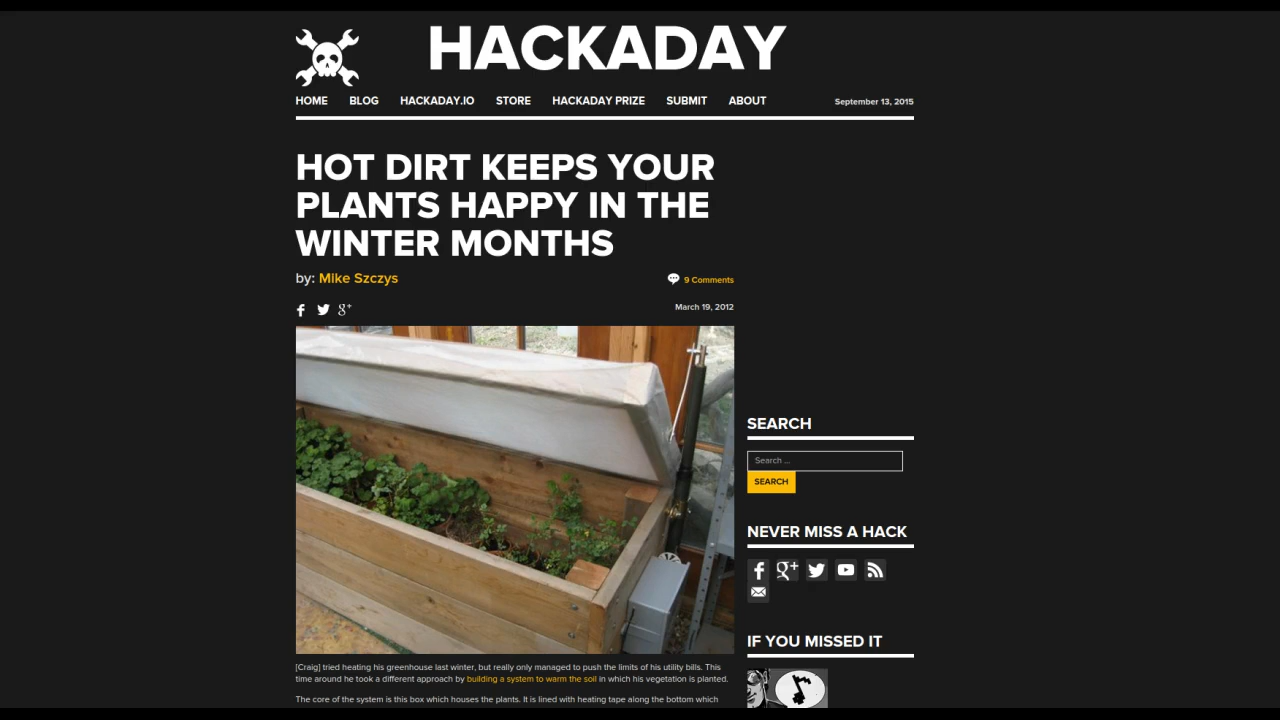 HACKADAY
HOME BLOG HACKADAY.IO STORE HACKADAY PRIZE SUBMIT ABOUT September 13, 2015
HOT DIRT KEEPS YOUR
PLANTS HAPPY IN THE
WINTER MONTHS
by: Mike Szczys
9 Comments
March 19, 2012
[Craig] tried heating his greenhouse last winter, but really only managed to push the limits of his utility bills. This
time around he took a different approach by building a system to warm the soil in which his vegetation is planted.
The core of the system is this box which houses the plants. It is lined with heating tape along the bottom which
SEARCH
Search ...
SEARCH
NEVER MISS A HACK
IF YOU MISSED IT